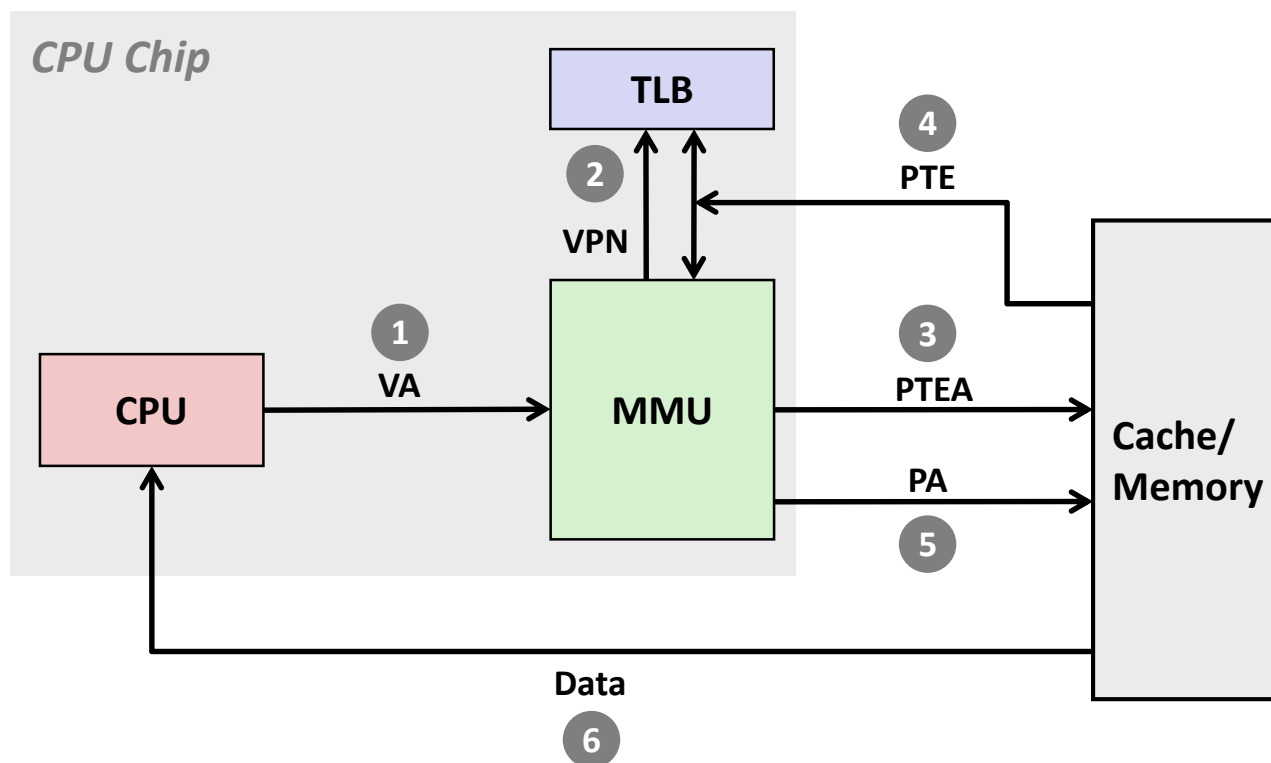 CPU Chip
TLB
4
PTE
2
VPN
1
VA
3
PTEA
CPU
MMU
Cache/
Memory
PA
5
Data
6